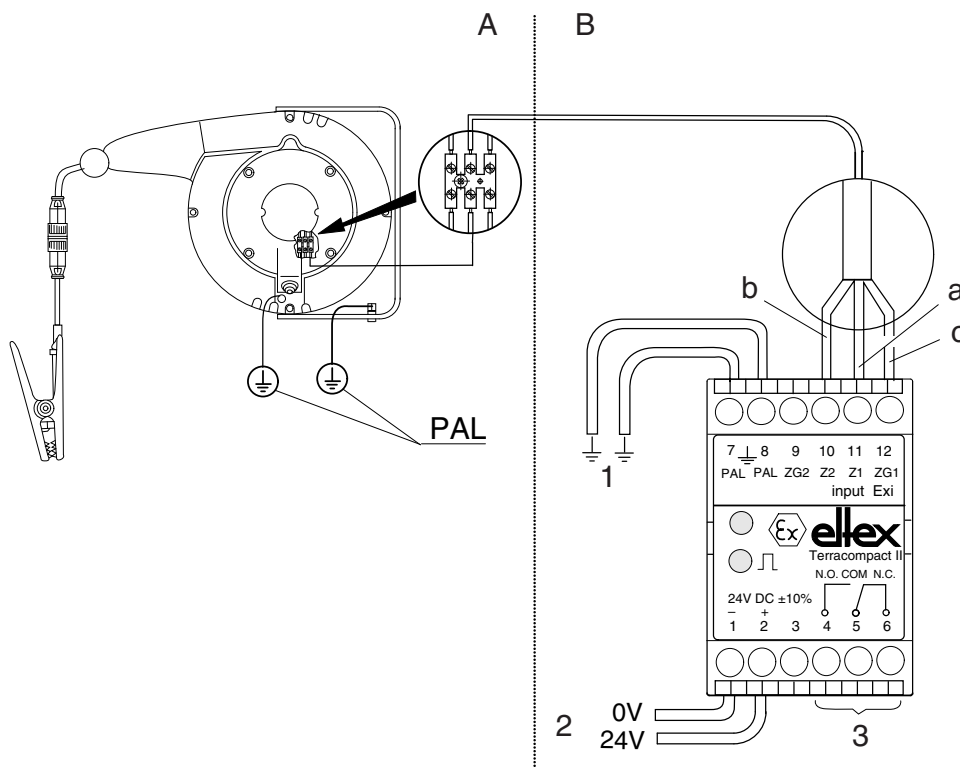 A
B
b
a
c
PAL
1
7 8 9 10 11 12
PAL PAL ZG2 Z2 Z1 ZG1
input Exi
Ex eltex
Terracompact II
N.O. COM N.C.
24V DC ±10%
– +
1 2 3 4 5 6
2
0V
24V
3